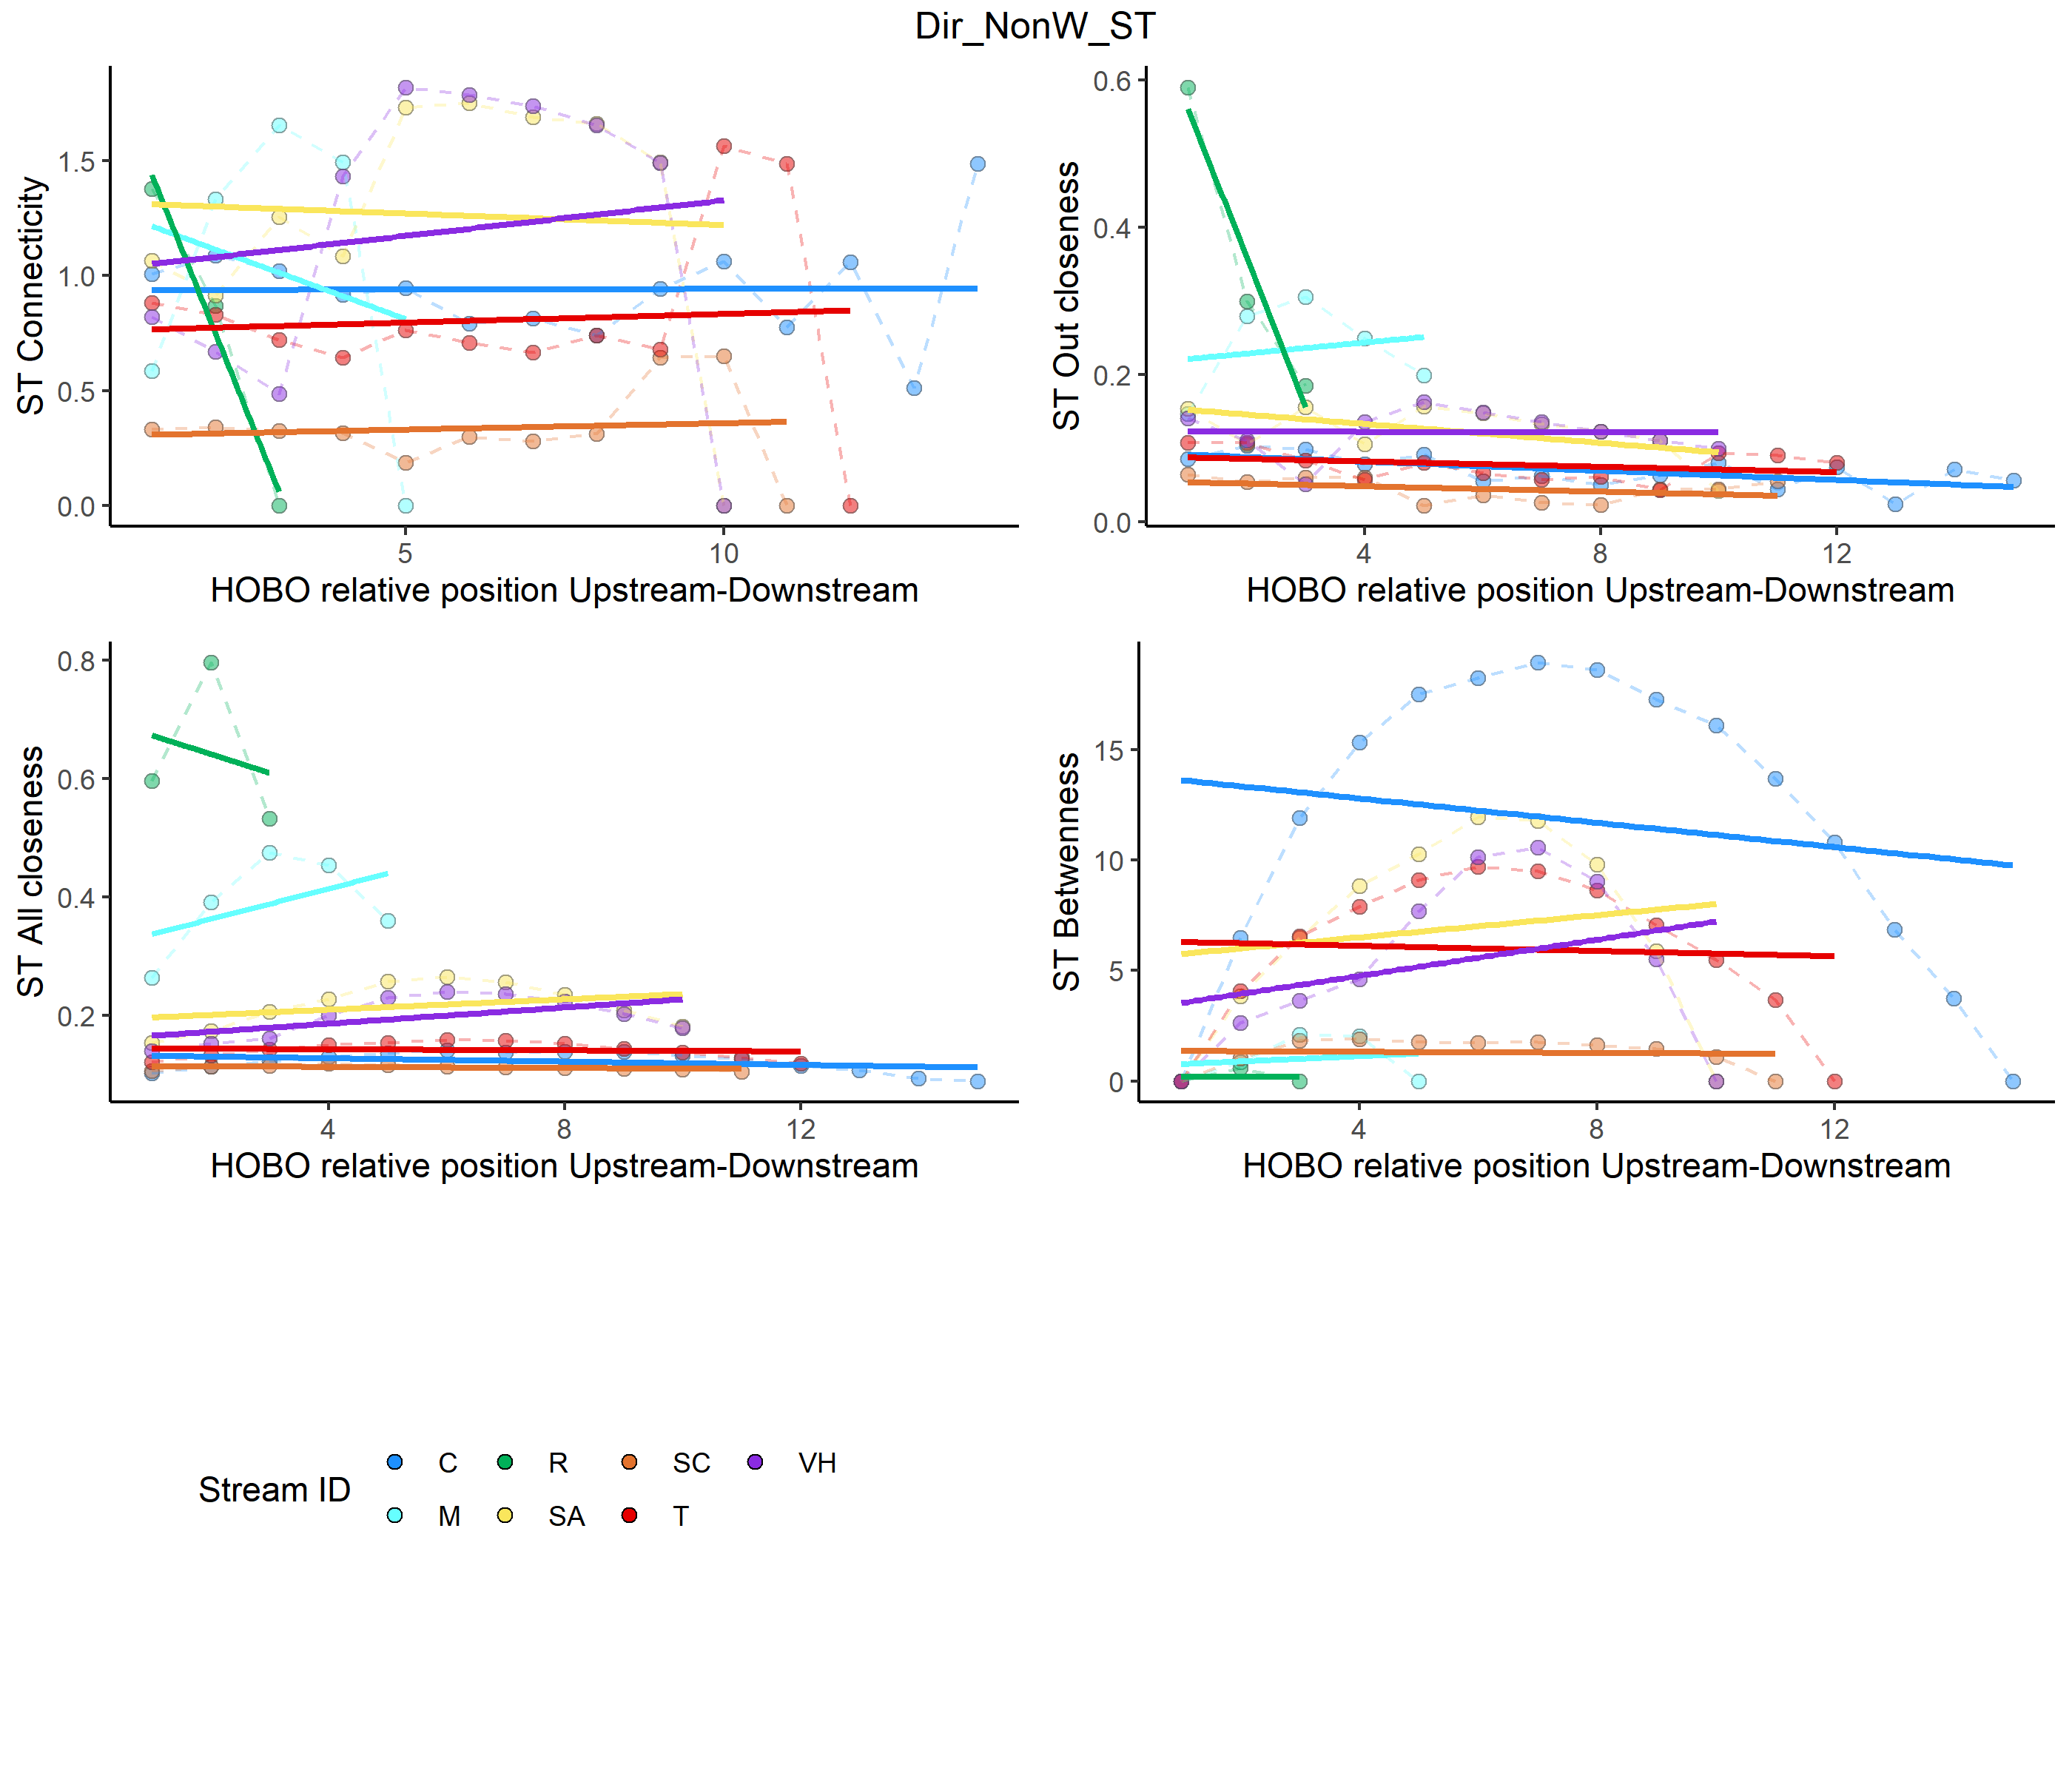 Dir_NonW_ST
ST Connecticity
1.5
1.0
0.5
0.0
5 10
HOBO relative position Upstream-Downstream
ST Out closeness
0.6
0.4
0.2
0.0
4 8 12
HOBO relative position Upstream-Downstream
ST All closeness
0.8
0.6
0.4
0.2
4 8 12
HOBO relative position Upstream-Downstream
ST Betwenness
15
10
5
0
4 8 12
HOBO relative position Upstream-Downstream
Stream ID
C R SC VH
M SA T